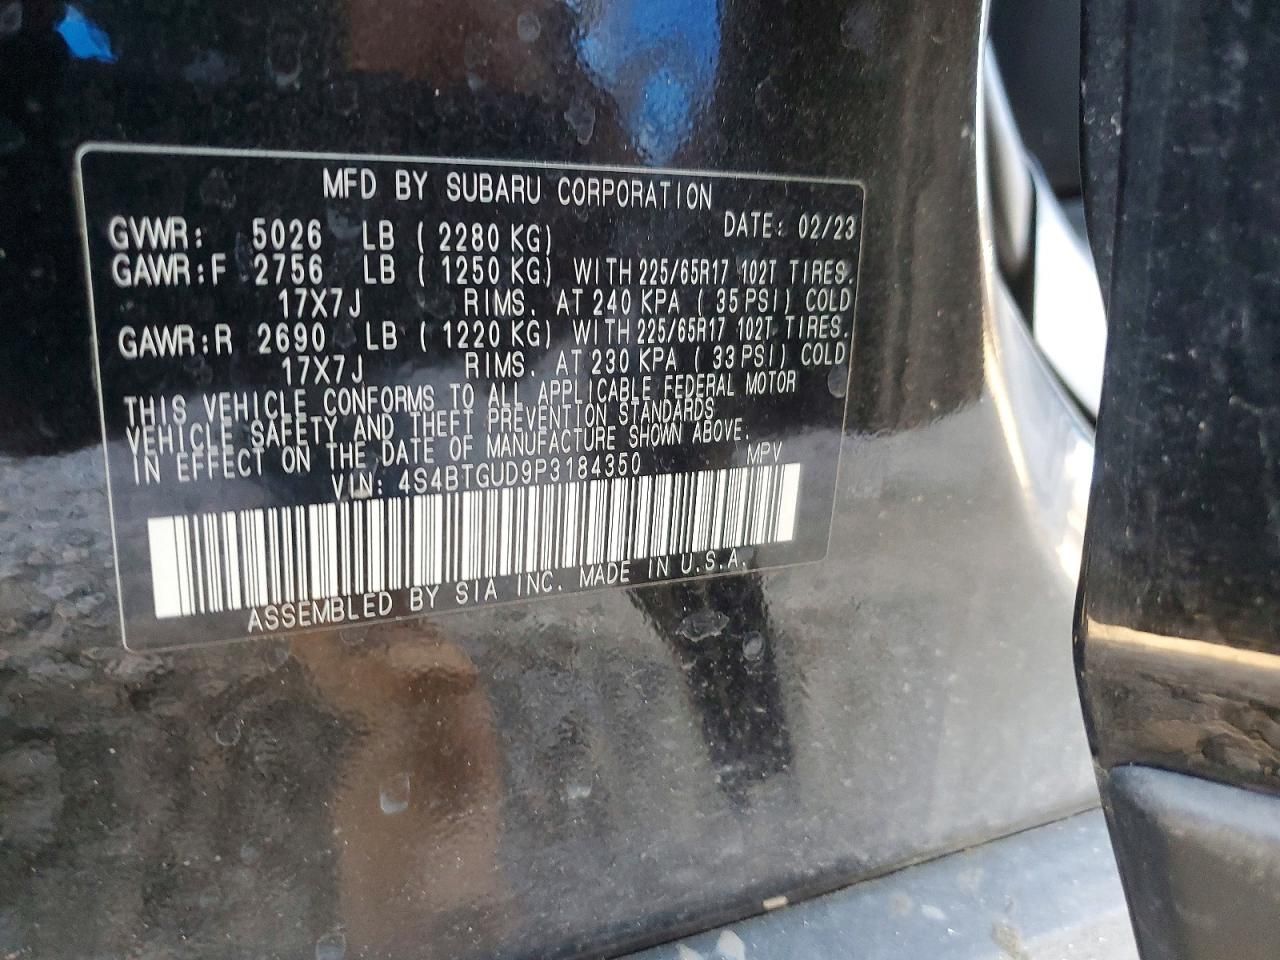 MFD BY SUBARU CORPORATION
DATE: 02/23
GVWR: 5026 LB ( 2280 KG)
GAWR:F 2756 LB ( 1250 KG) WITH 225/65R17 102T TIRES.
17X7J RIMS. AT 240 KPA ( 35 PSI) COLD
GAWR:R 2690 LB ( 1220 KG) WITH 225/65R17 102T TIRES.
17X7J RIMS. AT 230 KPA ( 33 PSI) COLD
THIS VEHICLE CONFORMS TO ALL APPLICABLE FEDERAL MOTOR
VEHICLE SAFETY AND THEFT PREVENTION STANDARDS
IN EFFECT ON THE DATE OF MANUFACTURE SHOWN ABOVE.
VIN: 4S4BTGUD9P3184350 MPV
ASSEMBLED BY SIA INC. MADE IN U.S.A.